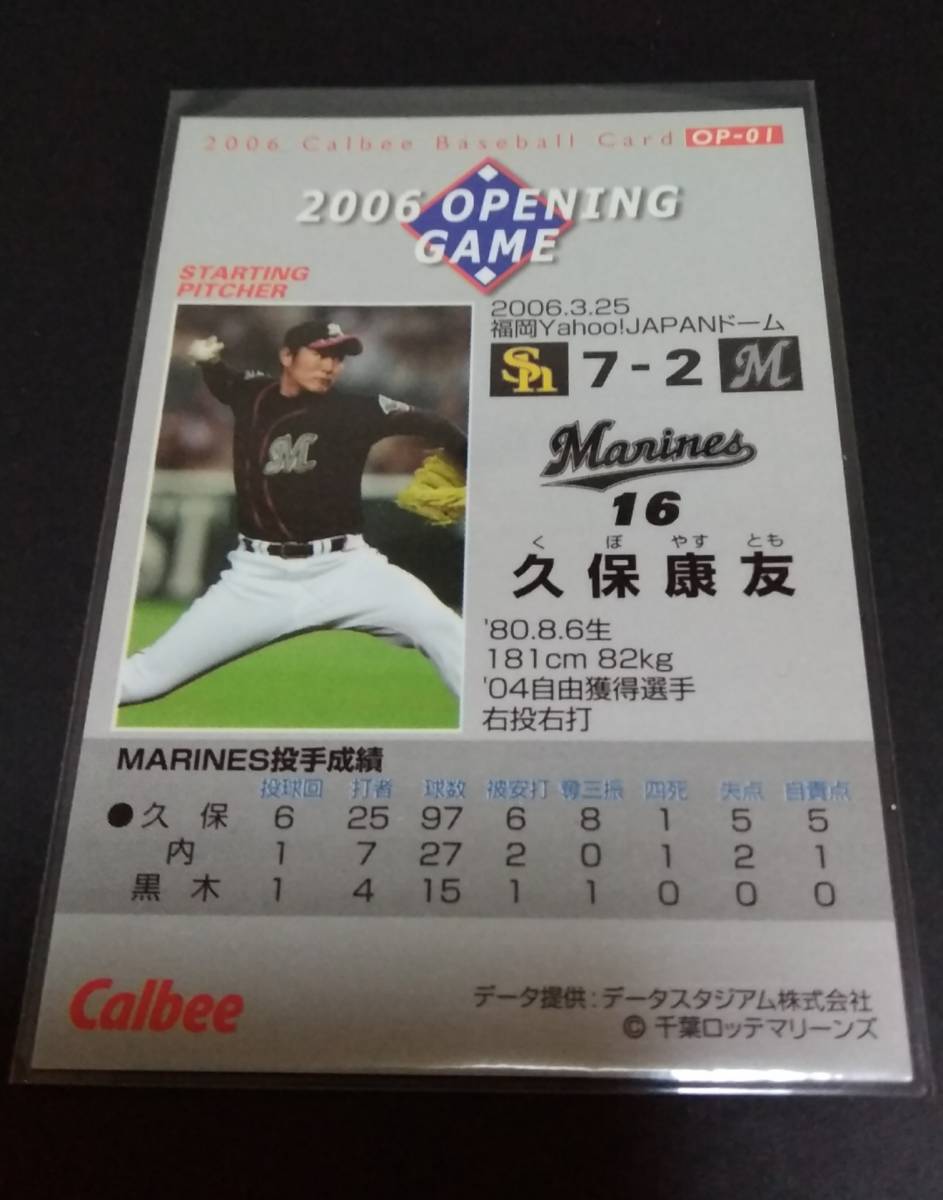 2006 Calbee Baseball Card OP-01
2006 OPENING
GAME
STARTING
PITCHER
2006.3.25
福岡Yahoo!JAPANドーム
Sh 7-2 M
Marines
16
く ぼ やす とも
久保康友
M
'80.8.6生
181cm 82kg
'04自由獲得選手
右投右打
MARINES投手成績
投球回 打者 球数 被安打 奪三振 四死 失点 自責点
●久保 6 25 97 6 8 1 5 5
内 1 7 27 2 0 1 2 1
黒木 1 4 15 1 1 0 0 0
Calbee
データ提供:データスタジアム株式会社
© 千葉ロッテマリーンズ